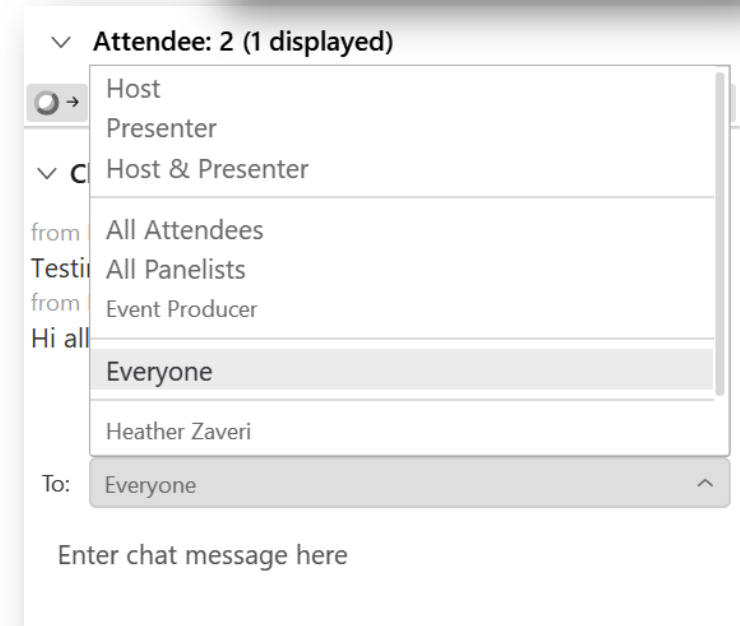 Attendee: 2 (1 displayed)
Host
Presenter
Host & Presenter
from
All Attendees
All Panelists
from
Event Producer
Hi all
Everyone
Heather Zaveri
To: Everyone
Enter chat message here